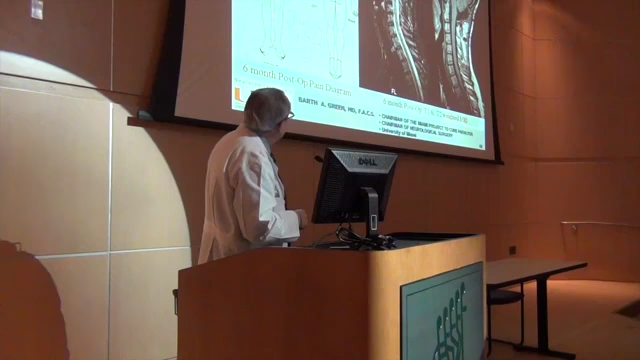 6 month Post-Op Pain Diagram
6 month Post-Op
PL
BARTH A. GREEN, MD, F.A.C.S.
• CHAIRMAN OF THE MIAMI PROJECT TO CURE PARALYSIS
• CHAIRMAN OF NEUROLOGICAL SURGERY
• University of Miami
DELL